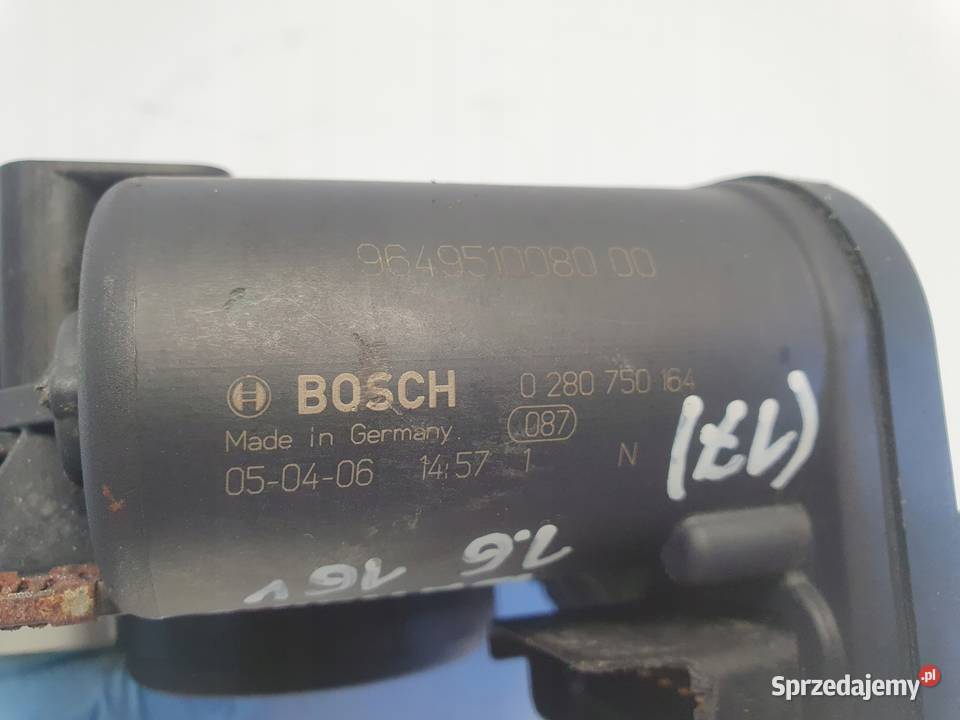 9649510080 00
BOSCH 0 280 750 164
Made in Germany 087
05-04-06 14:57 1 N
(17)
1.6 16v
Sprzedajemy.pl